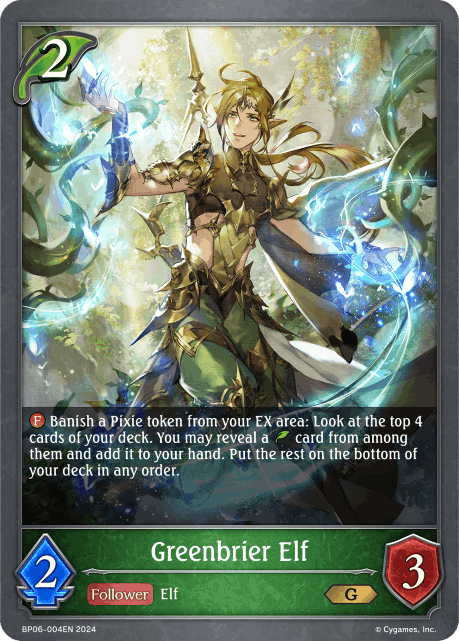 2
F Banish a Pixie token from your EX area: Look at the top 4
cards of your deck. You may reveal a card from among
them and add it to your hand. Put the rest on the bottom of
your deck in any order.
Greenbrier Elf
2
Follower Elf
G
3
BP06-004EN 2024
© Cygames, Inc.